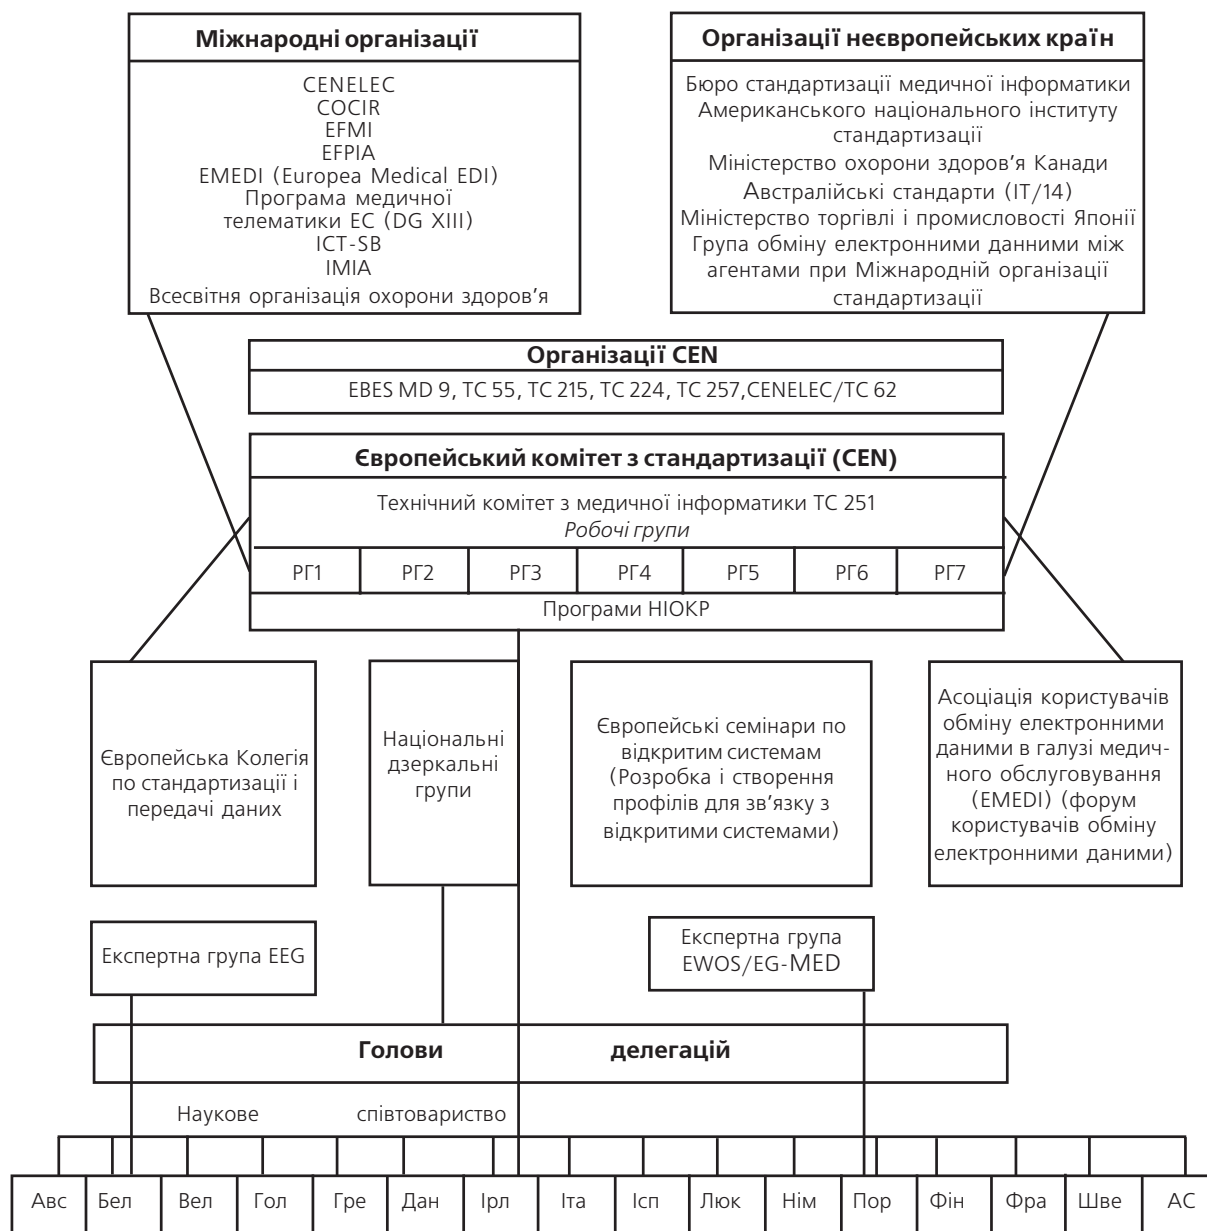 Міжнародні організації
CENELEC
COCIR
EFMI
EFPIA
EMEDI (Europea Medical EDI)
Програма медичної
телематики ЕС (DG XIII)
ICT-SB
IMIA
Всесвітня організація охорони здоров'я
Організації неєвропейських країн
Бюро стандартизації медичної інформатики
Американського національного інституту
стандартизації
Міністерство охорони здоров'я Канади
Австралійські стандарти (IT/14)
Міністерство торгівлі і промисловості Японії
Група обміну електронними данними між
агентами при Міжнародній організації
стандартизації
Організації CEN
EBES MD 9, TC 55, TC 215, TC 224, TC 257,CENELEC/TC 62
Європейський комітет з стандартизації (CEN)
Технічний комітет з медичної інформатики TC 251
Робочі групи
РГ1 РГ2 РГ3 РГ4 РГ5 РГ6 РГ7
Програми НІОКР
Європейська Колегія
по стандартизації і
передачі даних
Національні
дзеркальні
групи
Європейські семінари по
відкритим системам
(Розробка і створення
профілів для зв'язку з
відкритими системами)
Асоціація користувачів
обміну електронними
даними в галузі медич-
ного обслуговування
(EMEDI) (форум
користувачів обміну
електронними даними)
Експертна група EEG
Експертна група
EWOS/EG-MED
Голови делегацій
Наукове співтовариство
Авс Бел Вел Гол Гре Дан Ірл Іта Ісп Люк Нім Пор Фін Фра Шве АС